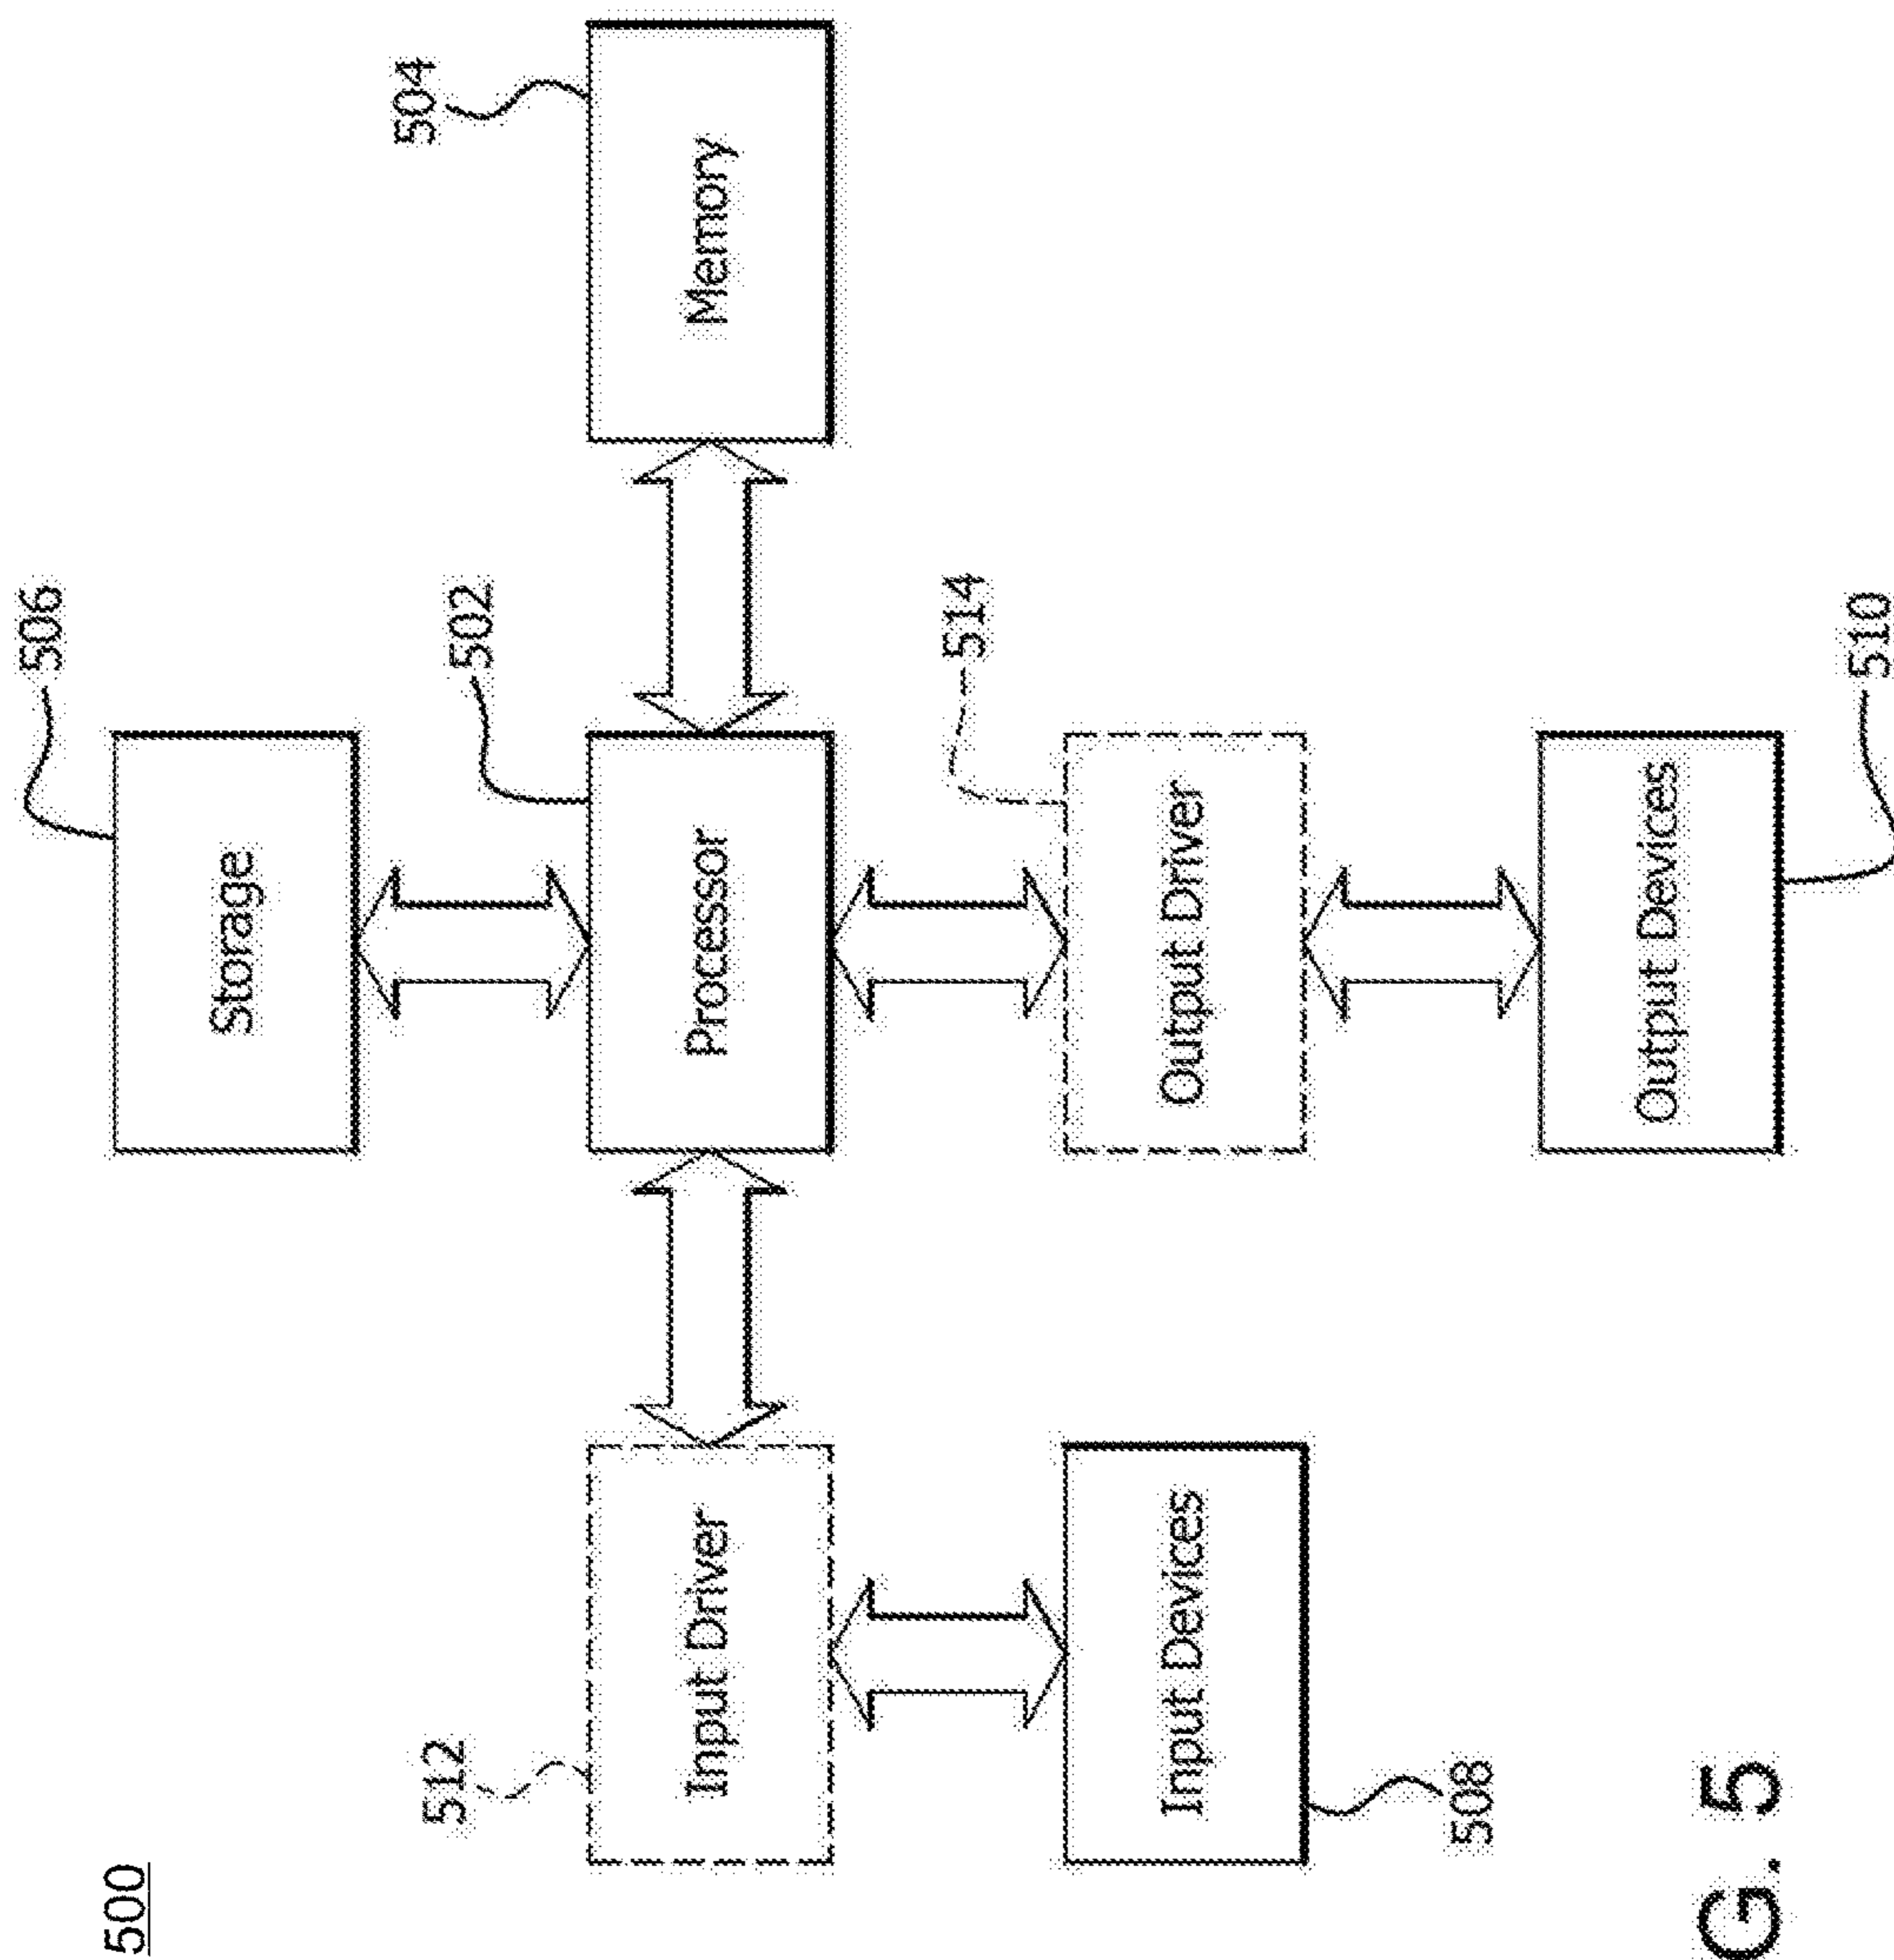 506
500
Storage
504
512
502
Input Driver
Processor
Memory
514
Input Devices
Output Driver
508
Output Devices
G. 5
510